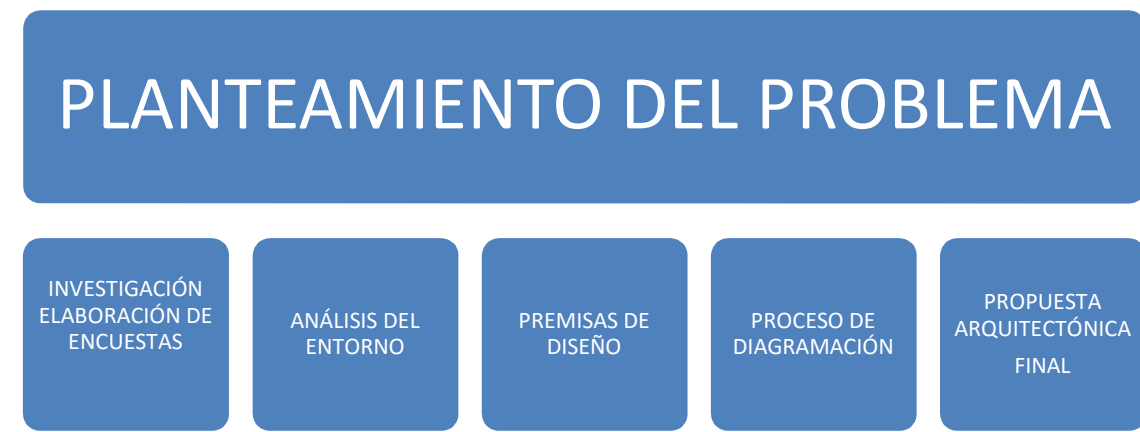 PLANTEAMIENTO DEL PROBLEMA
INVESTIGACIÓN
ELABORACIÓN DE
ENCUESTAS
ANÁLISIS DEL
ENTORNO
PREMISAS DE
DISEÑO
PROCESO DE
DIAGRAMACIÓN
PROPUESTA
ARQUITECTÓNICA
FINAL